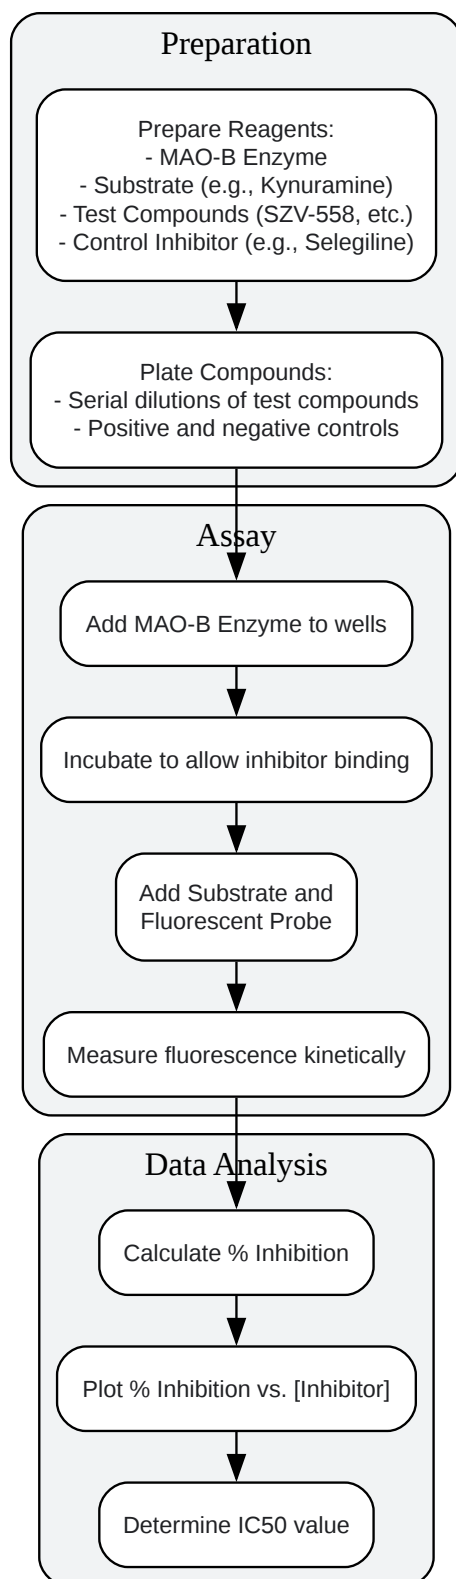 Preparation
Prepare Reagents:
- MAO-B Enzyme
- Substrate (e.g., Kynuramine)
- Test Compounds (SZV-558, etc.)
- Control Inhibitor (e.g., Selegiline)
Plate Compounds:
- Serial dilutions of test compounds
- Positive and negative controls
Assay
Add MAO-B Enzyme to wells
Incubate to allow inhibitor binding
Add Substrate and
Fluorescent Probe
Measure fluorescence kinetically
Data Analysis
Calculate % Inhibition
Plot % Inhibition vs. [Inhibitor]
Determine IC50 value